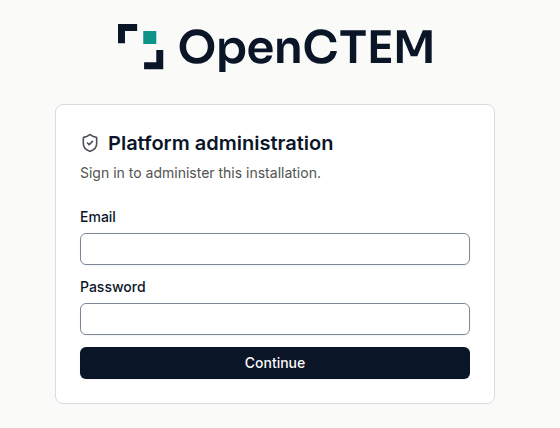 OpenCTEM
Platform administration
Sign in to administer this installation.
Email
Password
Continue